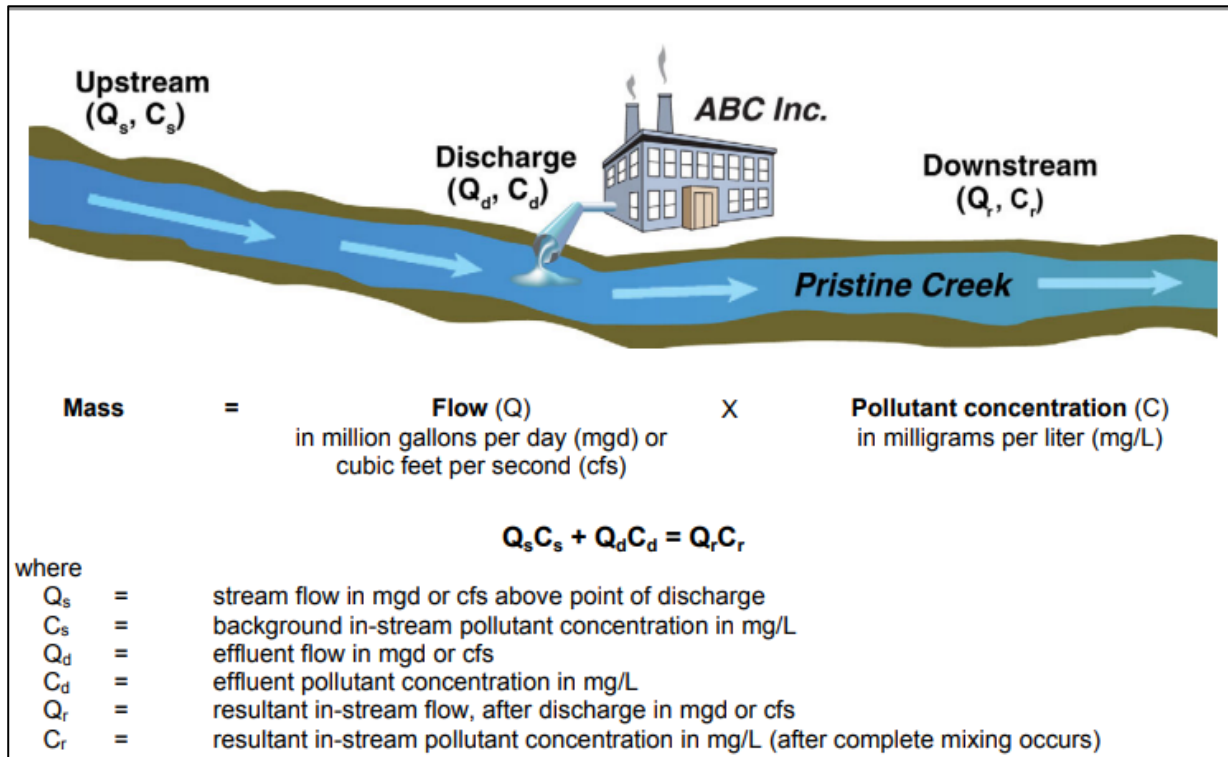 Upstream
(Qs, Cs)
ABC Inc.
Discharge
(Qd, Cd)
Downstream
(Qr, Cr)
Pristine Creek
Mass = Flow (Q) X Pollutant concentration (C)
in million gallons per day (mgd) or in milligrams per liter (mg/L)
cubic feet per second (cfs)
QsCs + QdCd = QrCr
where
Qs = stream flow in mgd or cfs above point of discharge
Cs = background in-stream pollutant concentration in mg/L
Qd = effluent flow in mgd or cfs
Cd = effluent pollutant concentration in mg/L
Qr = resultant in-stream flow, after discharge in mgd or cfs
Cr = resultant in-stream pollutant concentration in mg/L (after complete mixing occurs)